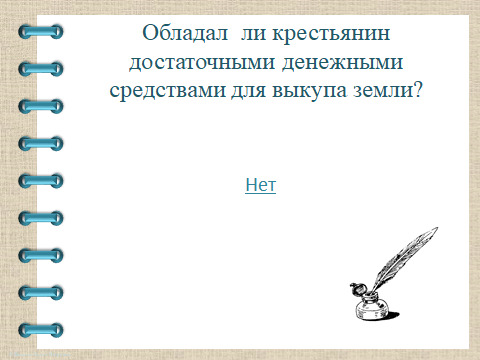 Обладал ли крестьянин
достаточными денежными
средствами для выкупа земли?
Нет